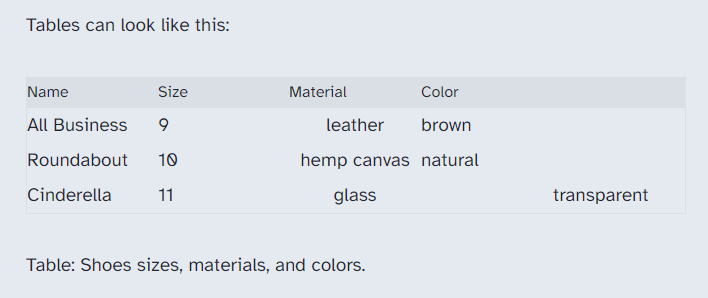 Tables can look like this:
Name Size Material Color
All Business 9 leather brown
Roundabout 10 hemp canvas natural
Cinderella 11 glass transparent
Table: Shoes sizes, materials, and colors.